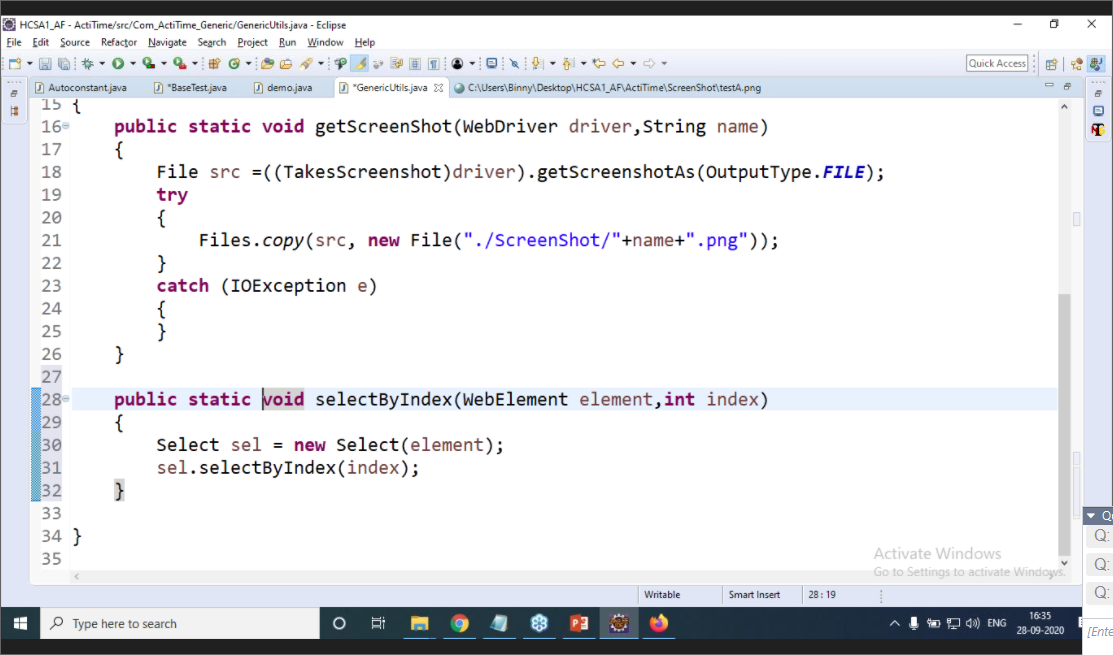 HCSA1_AF - ActiTime/src/Com_ActiTime_Generic/GenericUtils.java - Eclipse
File Edit Source Refactor Navigate Search Project Run Window Help
Quick Access
Autoconstant.java *BaseTest.java demo.java *GenericUtils.java C:\Users\Binny\Desktop\HCSA1_AF\ActiTime\ScreenShot\testA.png
15 {
16 public static void getScreenShot(WebDriver driver,String name)
17 {
18 File src =((TakesScreenshot)driver).getScreenshotAs(OutputType.FILE);
19 try
20 {
21 Files.copy(src, new File("./ScreenShot/"+name+".png"));
22 }
23 catch (IOException e)
24 {
25 }
26 }
27
28 public static void selectByIndex(WebElement element,int index)
29 {
30 Select sel = new Select(element);
31 sel.selectByIndex(index);
32 }
33
34 }
35
Activate Windows
Go to Settings to activate Windows.
Q:
Q:
Q:
Writable Smart Insert 28 : 19
Type here to search
ENG
16:35
28-09-2020
[Ente